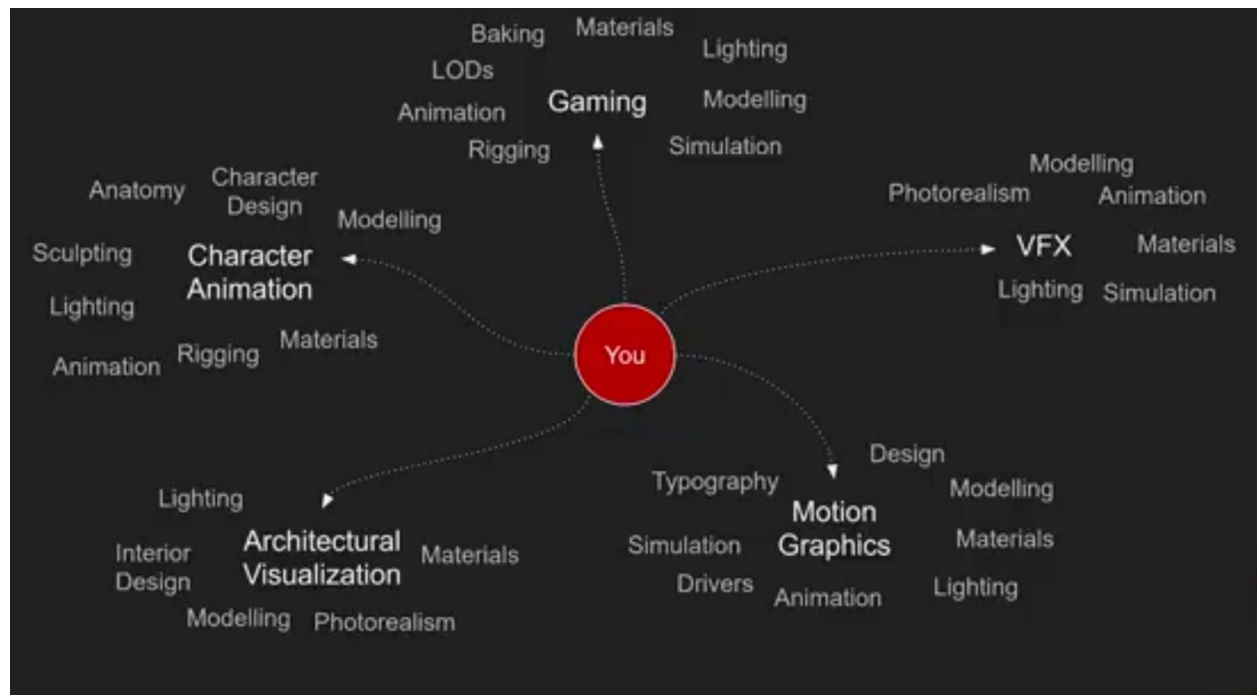 Baking
Materials
Lighting
LODs
Gaming
Animation
Modelling
Rigging
Simulation
Anatomy
Character
Design
Modelling
Sculpting
Character
Animation
Lighting
Animation
Rigging
Materials
Modelling
Photorealism
Animation
VFX
Materials
Lighting
Simulation
You
Lighting
Interior
Design
Architectural
Visualization
Materials
Modelling
Photorealism
Design
Typography
Modelling
Motion
Graphics
Simulation
Materials
Drivers
Animation
Lighting